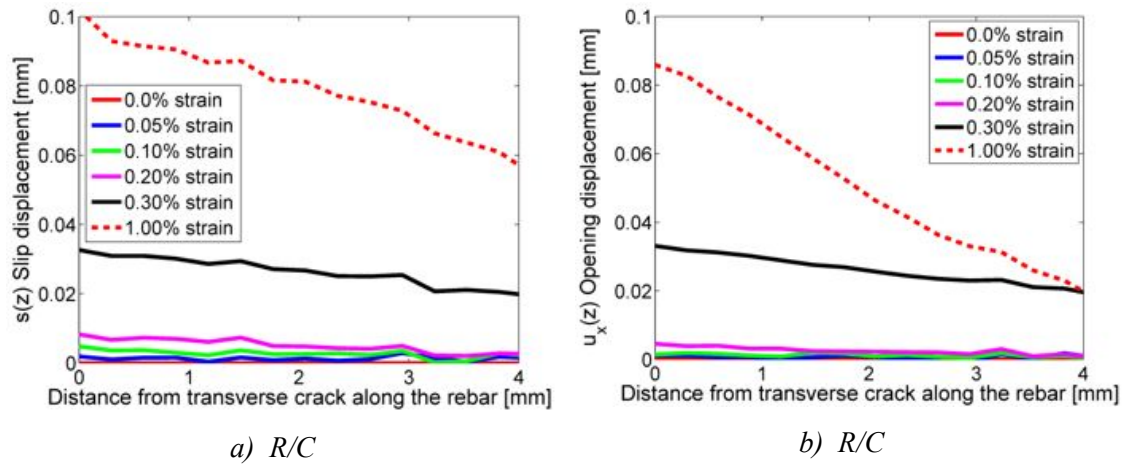 0.1
0.08
0.06
0.04
0.02
0
s(z) Slip displacement [mm]
0.0% strain
0.05% strain
0.10% strain
0.20% strain
0.30% strain
1.00% strain
0 1 2 3 4
Distance from transverse crack along the rebar [mm]
a) R/C
0.1
0.08
0.06
0.04
0.02
0
u_x(z) Opening displacement [mm]
0.0% strain
0.05% strain
0.10% strain
0.20% strain
0.30% strain
1.00% strain
0 1 2 3 4
Distance from transverse crack along the rebar [mm]
b) R/C